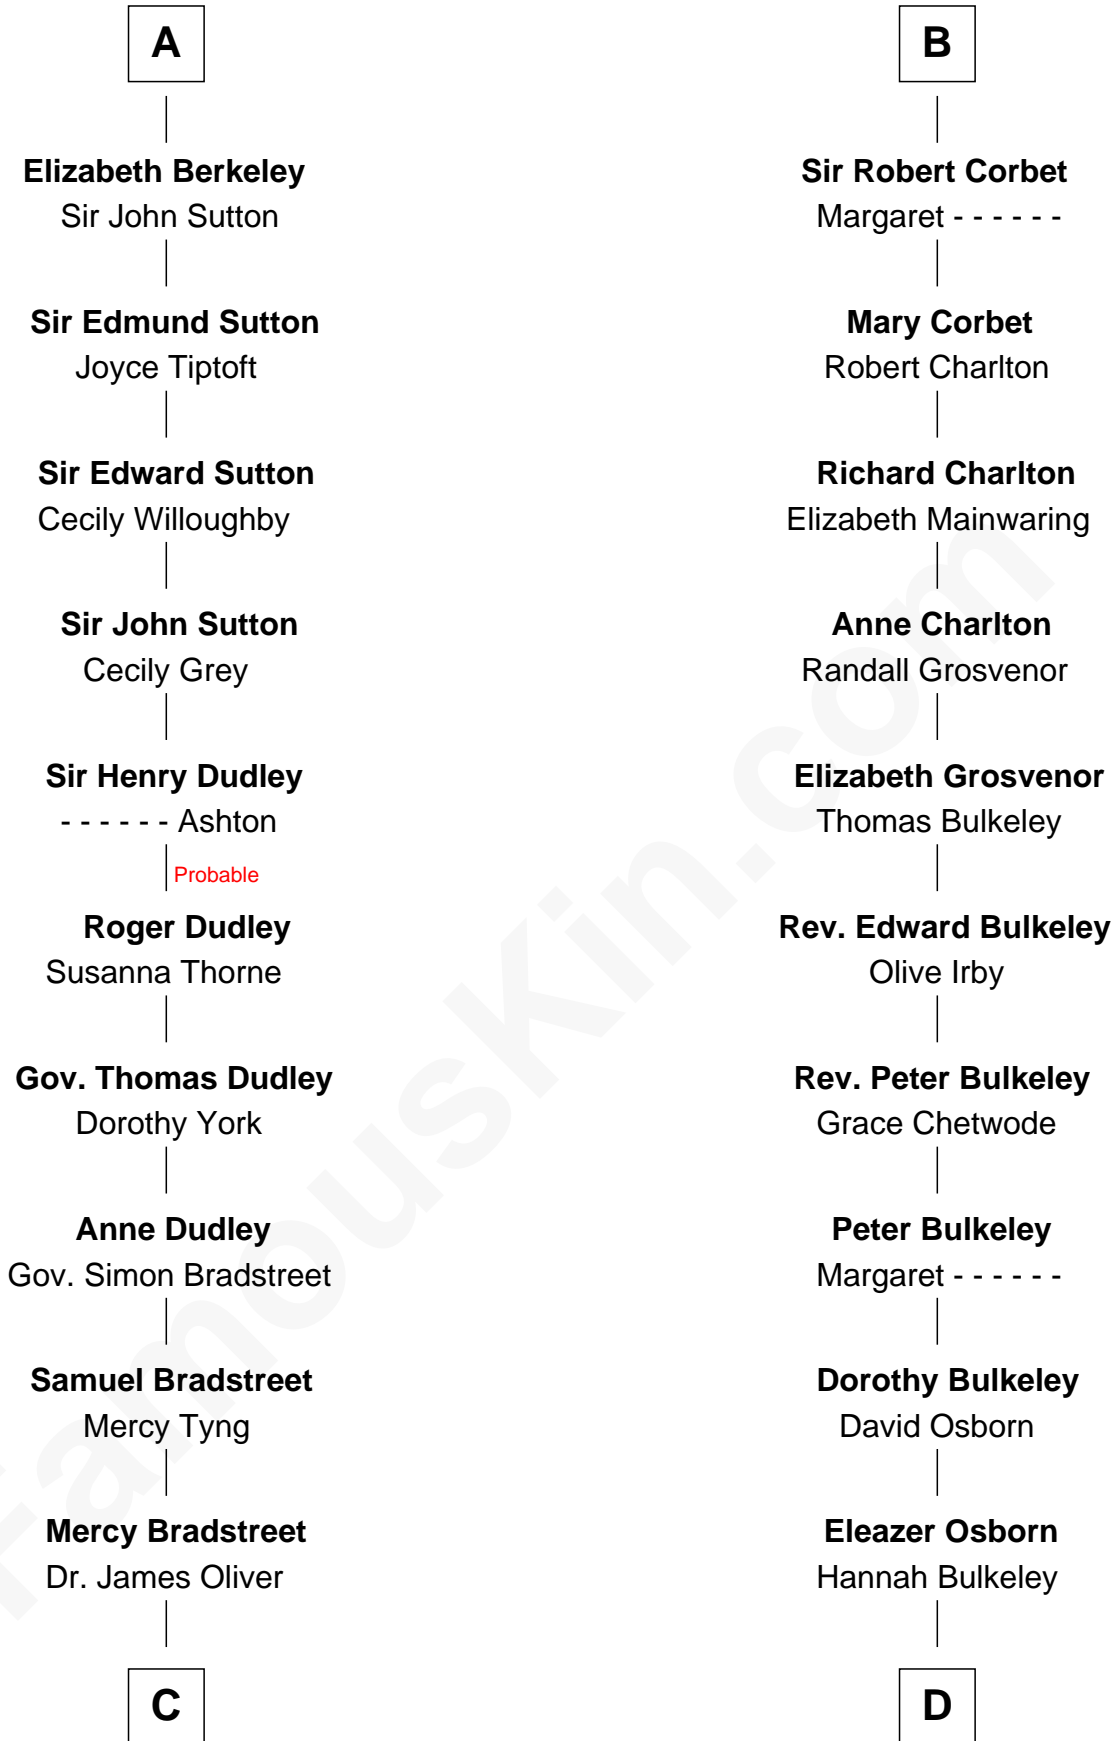 A
Elizabeth Berkeley
Sir John Sutton
Sir Edmund Sutton
Joyce Tiptoft
Sir Edward Sutton
Cecily Willoughby
Sir John Sutton
Cecily Grey
Sir Henry Dudley
- - - - - - Ashton
Probable
Roger Dudley
Susanna Thorne
Gov. Thomas Dudley
Dorothy York
Anne Dudley
Gov. Simon Bradstreet
Samuel Bradstreet
Mercy Tyng
Mercy Bradstreet
Dr. James Oliver
C
B
Sir Robert Corbet
Margaret - - - - - -
Mary Corbet
Robert Charlton
Richard Charlton
Elizabeth Mainwaring
Anne Charlton
Randall Grosvenor
Elizabeth Grosvenor
Thomas Bulkeley
Rev. Edward Bulkeley
Olive Irby
Rev. Peter Bulkeley
Grace Chetwode
Peter Bulkeley
Margaret - - - - - -
Dorothy Bulkeley
David Osborn
Eleazer Osborn
Hannah Bulkeley
D
FamousKin.com